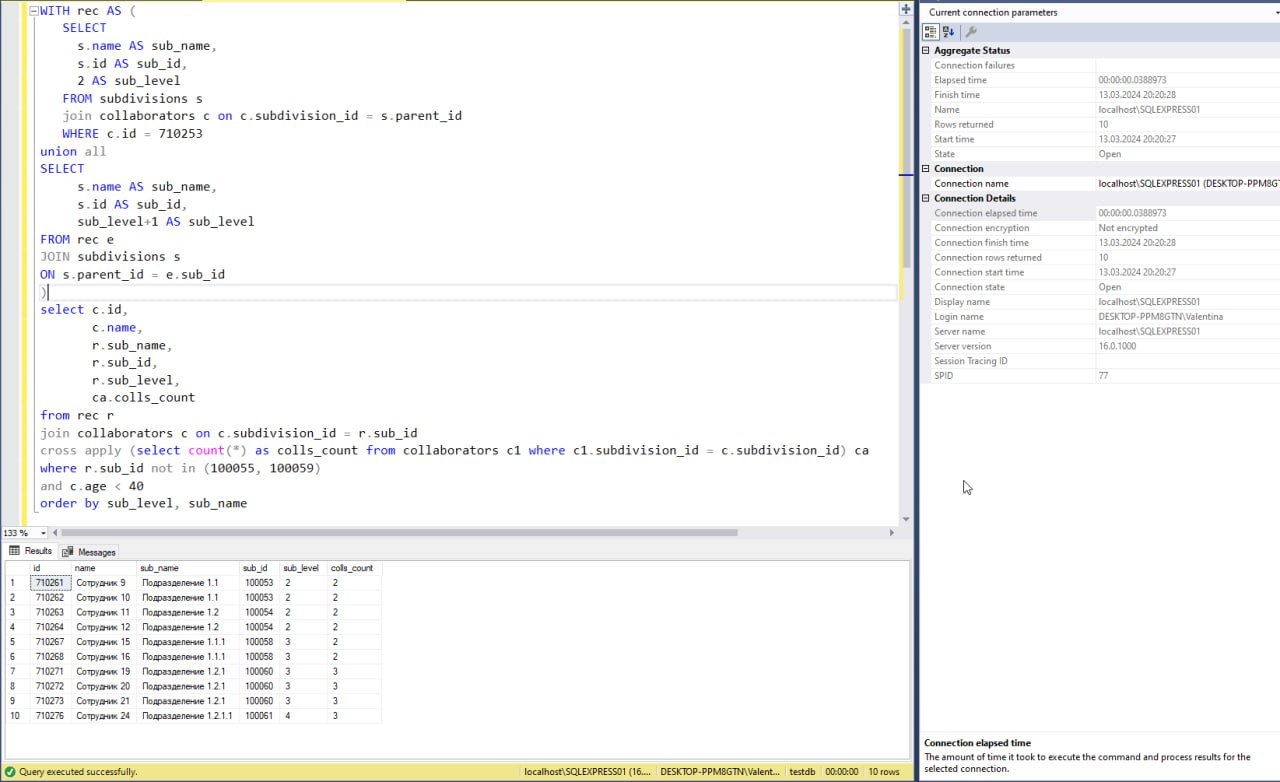 WITH rec AS (
SELECT
s.name AS sub_name,
s.id AS sub_id,
2 AS sub_level
FROM subdivisions s
join collaborators c on c.subdivision_id = s.parent_id
WHERE c.id = 710253
union all
SELECT
s.name AS sub_name,
s.id AS sub_id,
sub_level+1 AS sub_level
FROM rec e
JOIN subdivisions s
ON s.parent_id = e.sub_id
)
select c.id,
c.name,
r.sub_name,
r.sub_id,
r.sub_level,
ca.colls_count
from rec r
join collaborators c on c.subdivision_id = r.sub_id
cross apply (select count(*) as colls_count from collaborators c1 where c1.subdivision_id = c.subdivision_id) ca
where r.sub_id not in (100055, 100059)
and c.age < 40
order by sub_level, sub_name
133 %
Results Messages
id name sub_name sub_id sub_level colls_count
1 710261 Сотрудник 9 Подразделение 1.1 100053 2 2
2 710262 Сотрудник 10 Подразделение 1.1 100053 2 2
3 710263 Сотрудник 11 Подразделение 1.2 100054 2 2
4 710264 Сотрудник 12 Подразделение 1.2 100054 2 2
5 710267 Сотрудник 15 Подразделение 1.1.1 100058 3 2
6 710268 Сотрудник 16 Подразделение 1.1.1 100058 3 2
7 710271 Сотрудник 19 Подразделение 1.2.1 100060 3 3
8 710272 Сотрудник 20 Подразделение 1.2.1 100060 3 3
9 710273 Сотрудник 21 Подразделение 1.2.1 100060 3 3
10 710276 Сотрудник 24 Подразделение 1.2.1.1 100061 4 3
Query executed successfully. localhost\SQLEXPRESS01 (16.... DESKTOP-PPM8GTN\Valent... testdb 00:00:00 10 rows
Current connection parameters
Aggregate Status
Connection failures
Elapsed time 00:00:00.0388973
Finish time 13.03.2024 20:20:28
Name localhost\SQLEXPRESS01
Rows returned 10
Start time 13.03.2024 20:20:27
State Open
Connection
Connection name localhost\SQLEXPRESS01 (DESKTOP-PPM8GT
Connection Details
Connection elapsed time 00:00:00.0388973
Connection encryption Not encrypted
Connection finish time 13.03.2024 20:20:28
Connection rows returned 10
Connection start time 13.03.2024 20:20:27
Connection state Open
Display name localhost\SQLEXPRESS01
Login name DESKTOP-PPM8GTN\Valentina
Server name localhost\SQLEXPRESS01
Server version 16.0.1000
Session Tracing ID
SPID 77
Connection elapsed time
The amount of time it took to execute the command and process results for the
selected connection.